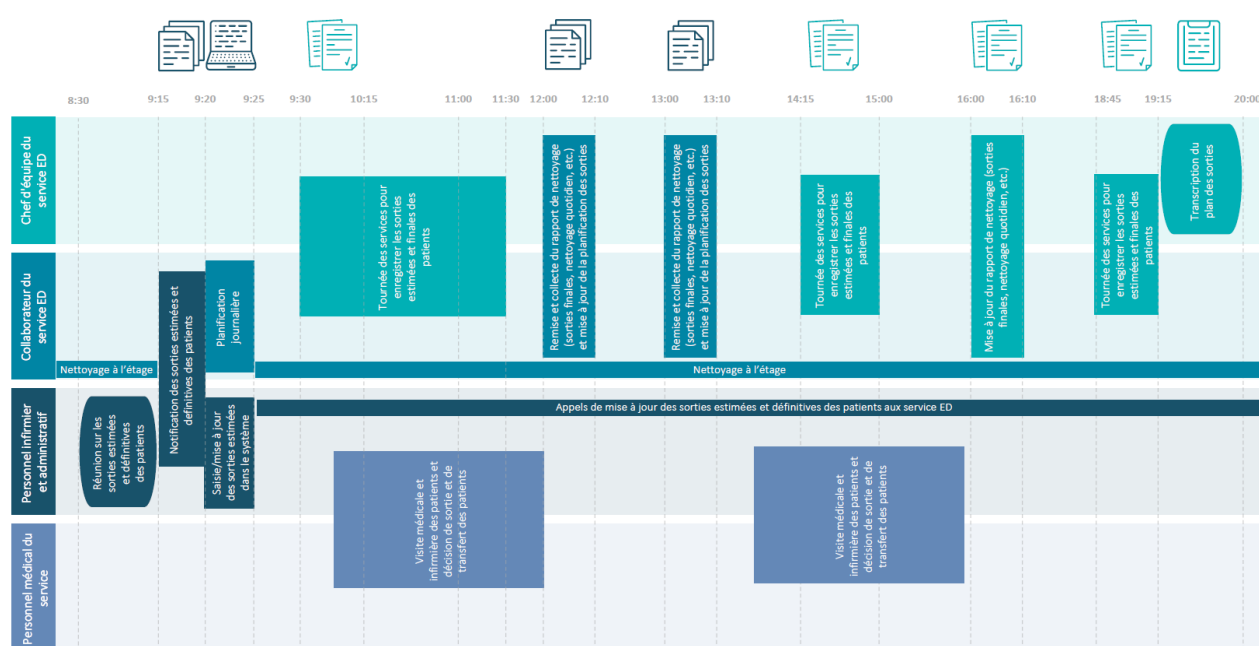 8:30
9:15
9:20
9:25
9:30
10:15
11:00
11:30
12:00
12:10
13:00
13:10
14:15
15:00
16:00
16:10
18:45
19:15
20:00
Chef d'équipe du
service ED
Tournée des services pour
enregistrer les sorties
estimées et finales des
patients
Remise et collecte du rapport de nettoyage
(sorties finales, nettoyage quotidien, etc.)
et mise à jour de la planification des sorties
Remise et collecte du rapport de nettoyage
(sorties finales, nettoyage quotidien, etc.)
et mise à jour de la planification des sorties
Tournée des services pour
enregistrer les sorties
estimées et finales des
patients
Mise à jour du rapport de nettoyage (sorties
finales, nettoyage quotidien, etc.)
Tournée des services pour
enregistrer les sorties
estimées et finales des
patients
Transcription du
plan des sorties
Collaborateur du
service ED
Notification des sorties estimées et
definitives des patients
Planification
journalière
Nettoyage à l'étage
Nettoyage à l'étage
Personnel infirmier
et administratif
Réunion sur les
sorties estimées
et définitives
des patients
Saisie/mise à jour
des sorties estimées
dans le système
Appels de mise à jour des sorties estimées et définitives des patients aux service ED
Visite médicale et
infirmière des patients et
décision de sortie et de
transfert des patients
Visite médicale et
infirmière des patients et
décision de sortie et de
transfert des patients
Personnel médical du
service